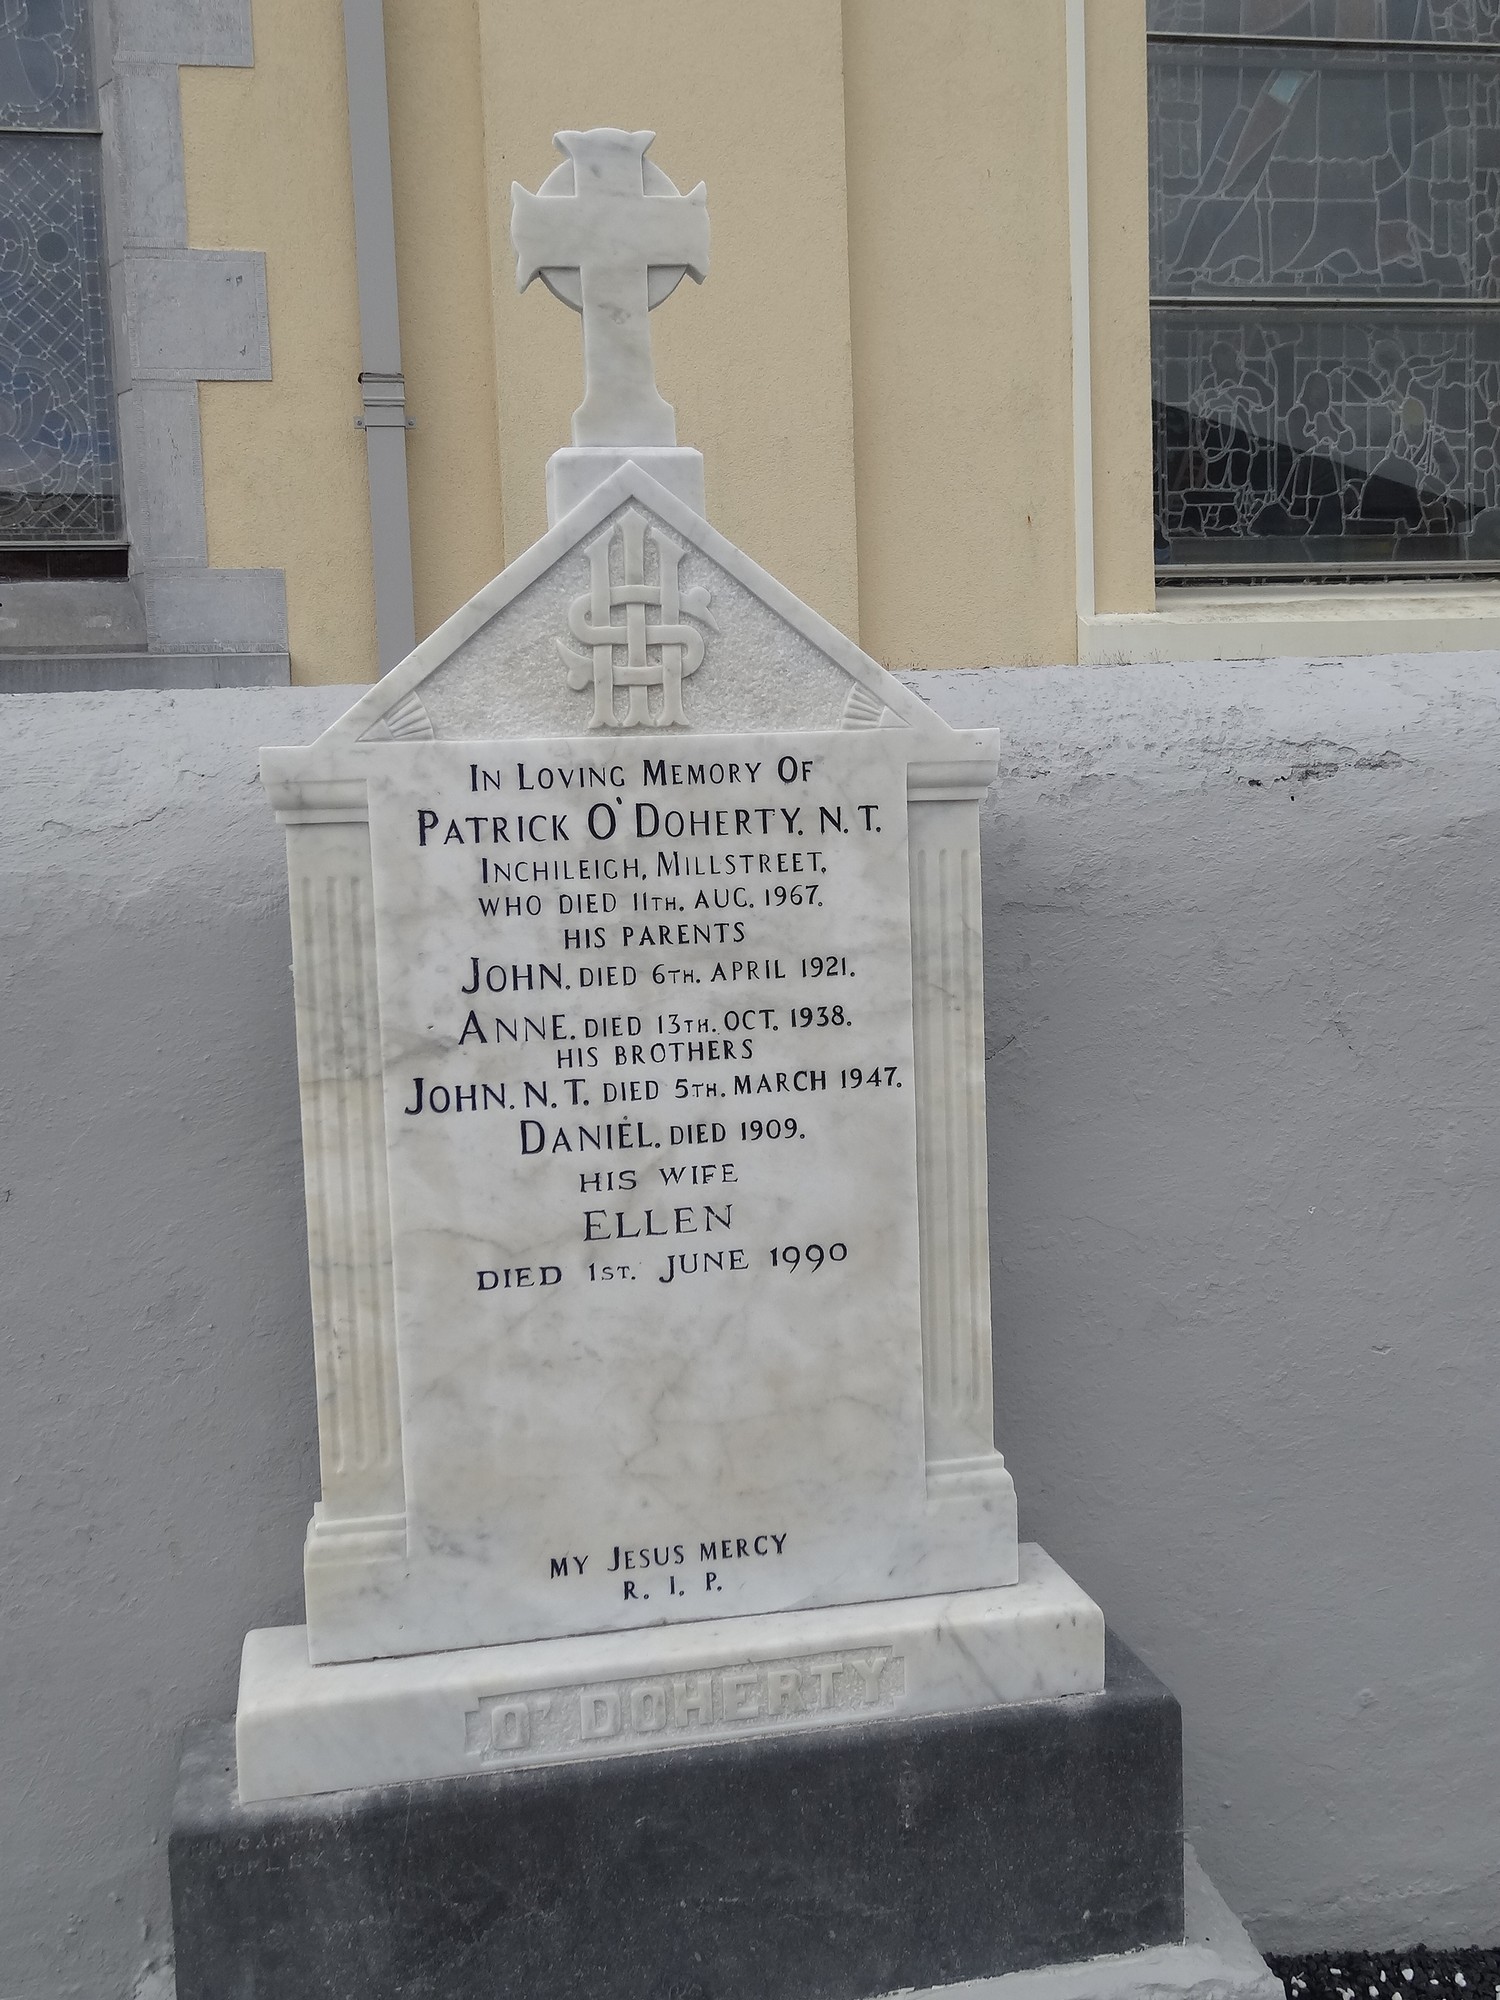 IHS
IN LOVING MEMORY OF
PATRICK O'DOHERTY. N.T.
INCHILEIGH, MILLSTREET,
WHO DIED 11TH. AUG. 1967.
HIS PARENTS
JOHN. DIED 6TH. APRIL 1921.
ANNE. DIED 13TH. OCT. 1938.
HIS BROTHERS
JOHN. N.T. DIED 5TH. MARCH 1947.
DANIEL. DIED 1909.
HIS WIFE
ELLEN
DIED 1ST. JUNE 1990
MY JESUS MERCY
R. I. P.
O'DOHERTY